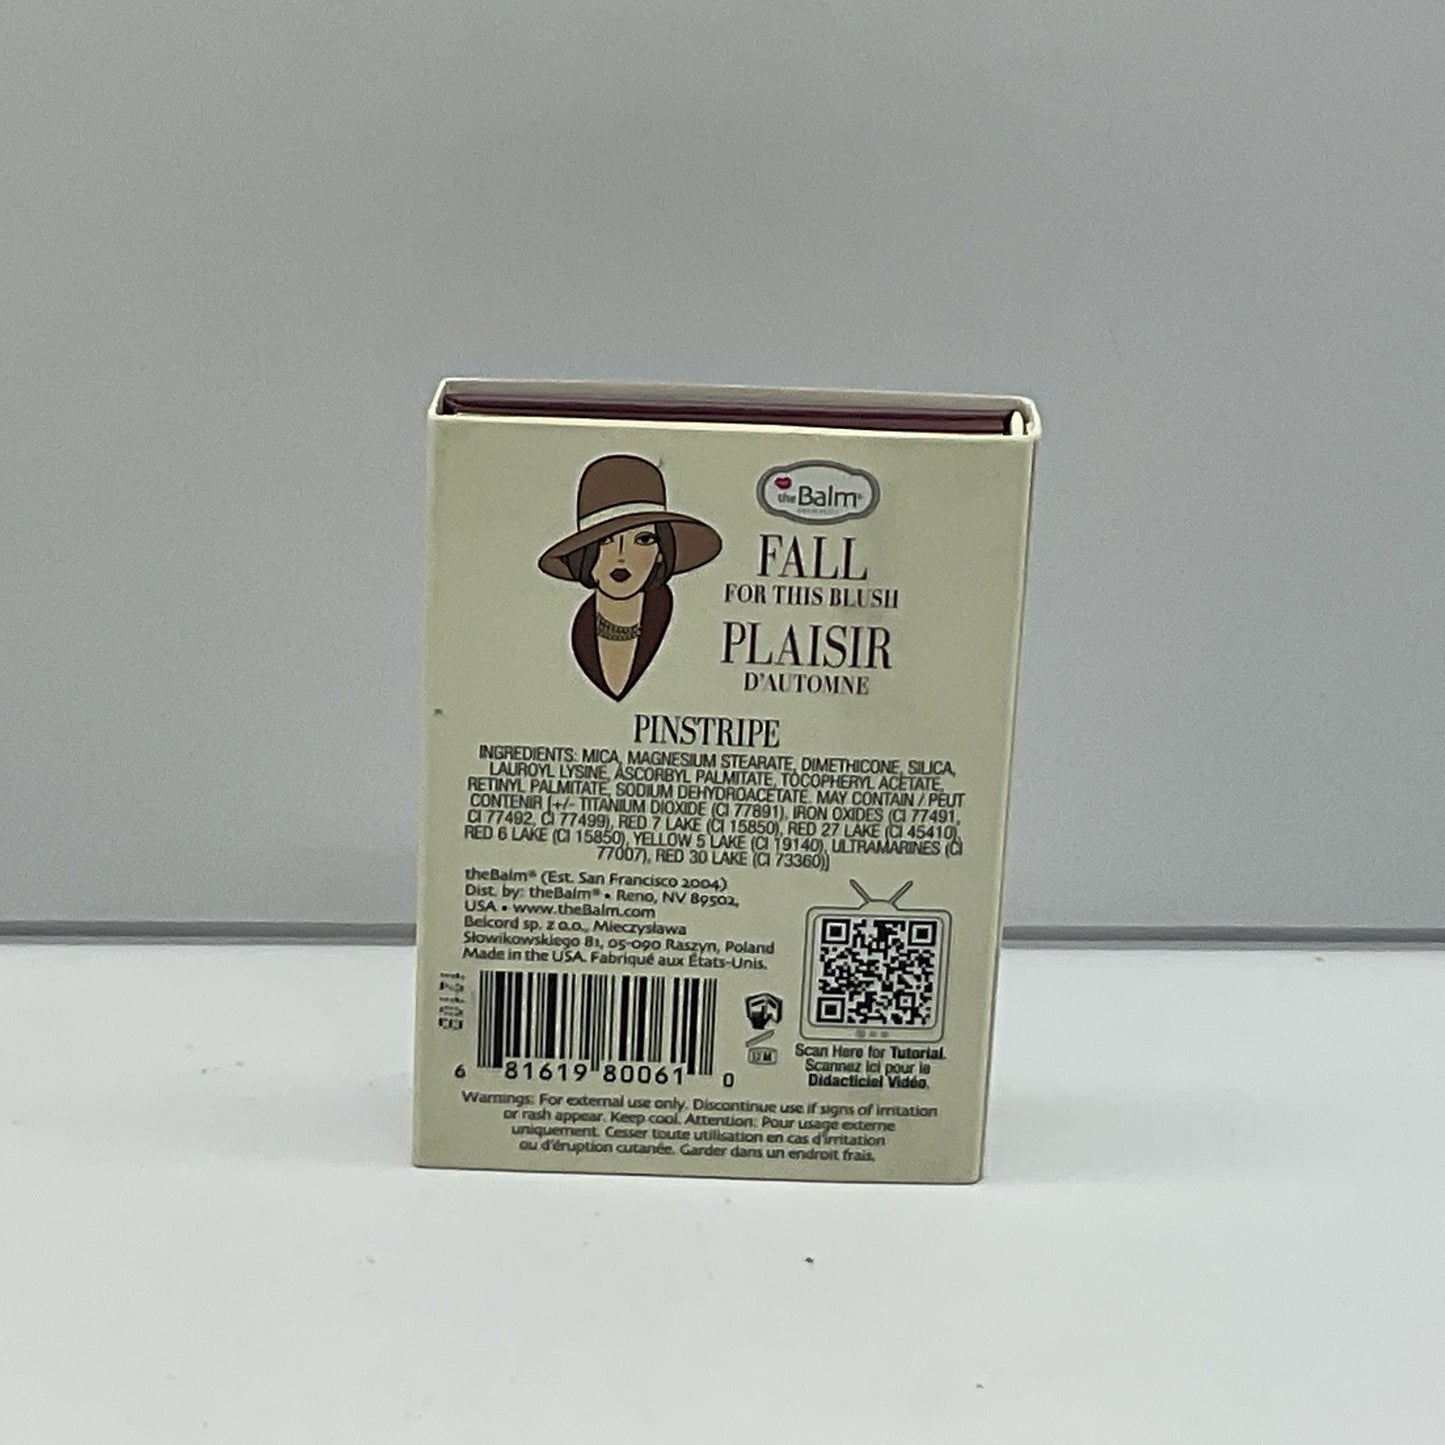 theBalm®
FALL
FOR THIS BLUSH
PLAISIR
D'AUTOMNE
PINSTRIPE
INGREDIENTS: MICA, MAGNESIUM STEARATE, DIMETHICONE, SILICA,
LAUROYL LYSINE, ASCORBYL PALMITATE, TOCOPHERYL ACETATE,
RETINYL PALMITATE, SODIUM DEHYDROACETATE. MAY CONTAIN / PEUT
CONTENIR [+/- TITANIUM DIOXIDE (CI 77891), IRON OXIDES (CI 77491,
CI 77492, CI 77499), RED 7 LAKE (CI 15850), RED 27 LAKE (CI 45410),
RED 6 LAKE (CI 15850), YELLOW 5 LAKE (CI 19140), ULTRAMARINES (CI
77007), RED 30 LAKE (CI 73360)]
theBalm® (Est. San Francisco 2004)
Dist. by: theBalm® • Reno, NV 89502,
USA • www.theBalm.com
Belcord sp. z o.o., Mieczysława
Słowikowskiego 81, 05-090 Raszyn, Poland
Made in the USA. Fabriqué aux États-Unis.
6 81619 80061 0
12 M
Scan Here for Tutorial.
Scannez ici pour le
Didacticiel Vidéo.
Warnings: For external use only. Discontinue use if signs of irritation
or rash appear. Keep cool. Attention: Pour usage externe
uniquement. Cesser toute utilisation en cas d'irritation
ou d'éruption cutanée. Garder dans un endroit frais.